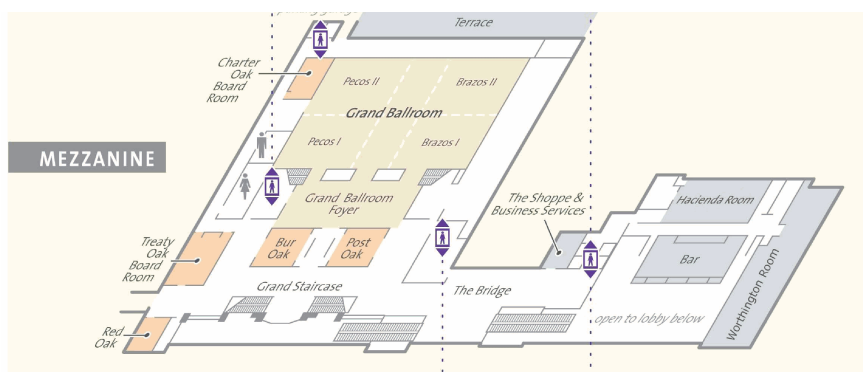 Terrace
Charter
Oak
Board
Room
Pecos II
Brazos II
Grand Ballroom
Pecos I
Brazos I
MEZZANINE
Grand Ballroom
Foyer
The Shoppe &
Business Services
Hacienda Room
Treaty
Oak
Board
Room
Bur
Oak
Post
Oak
Bar
Worthington Room
Grand Staircase
The Bridge
open to lobby below
Red
Oak